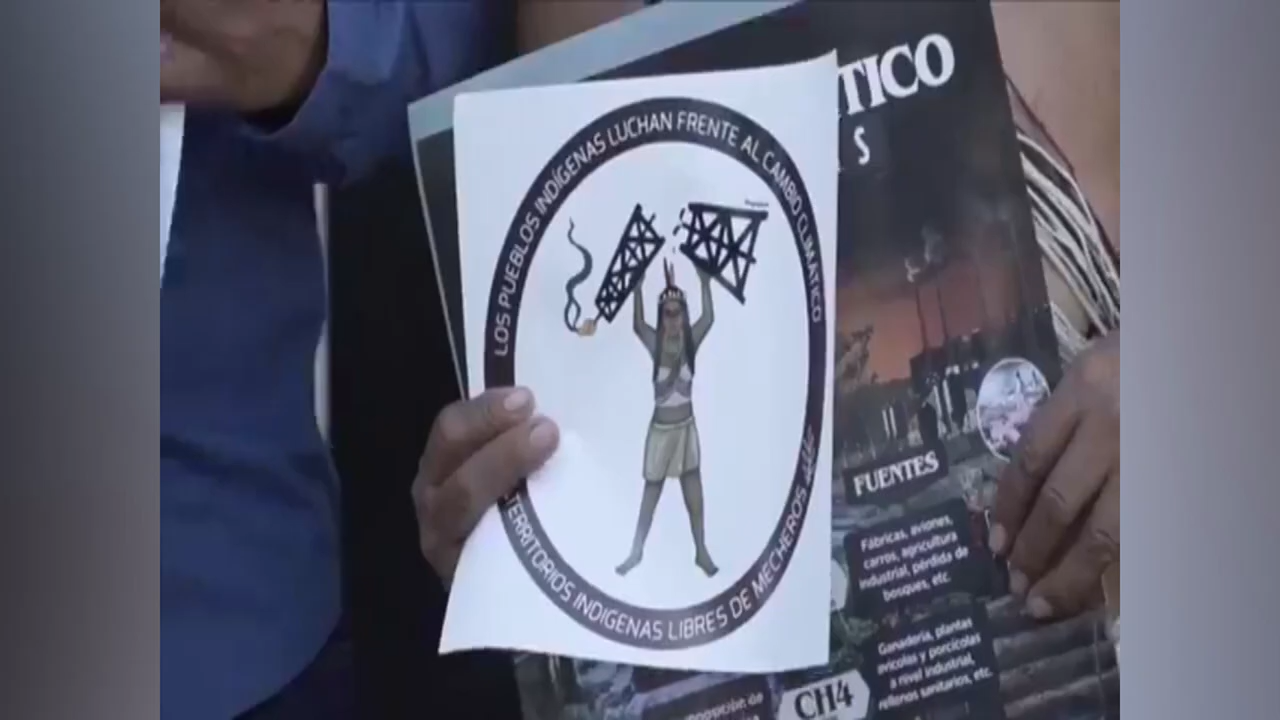 LOS PUEBLOS INDÍGENAS LUCHAN FRENTE AL CAMBIO CLIMÁTICO
TERRITORIOS INDIGENAS LIBRES DE MECHEROS
TICO
S
FUENTES
Fábricas, aviones,
carros, agricultura
industrial, pérdida de
bosques, etc.
Ganadería, plantas
avícolas y porcícolas
a nivel industrial,
rellenos sanitarios, etc.
CH4